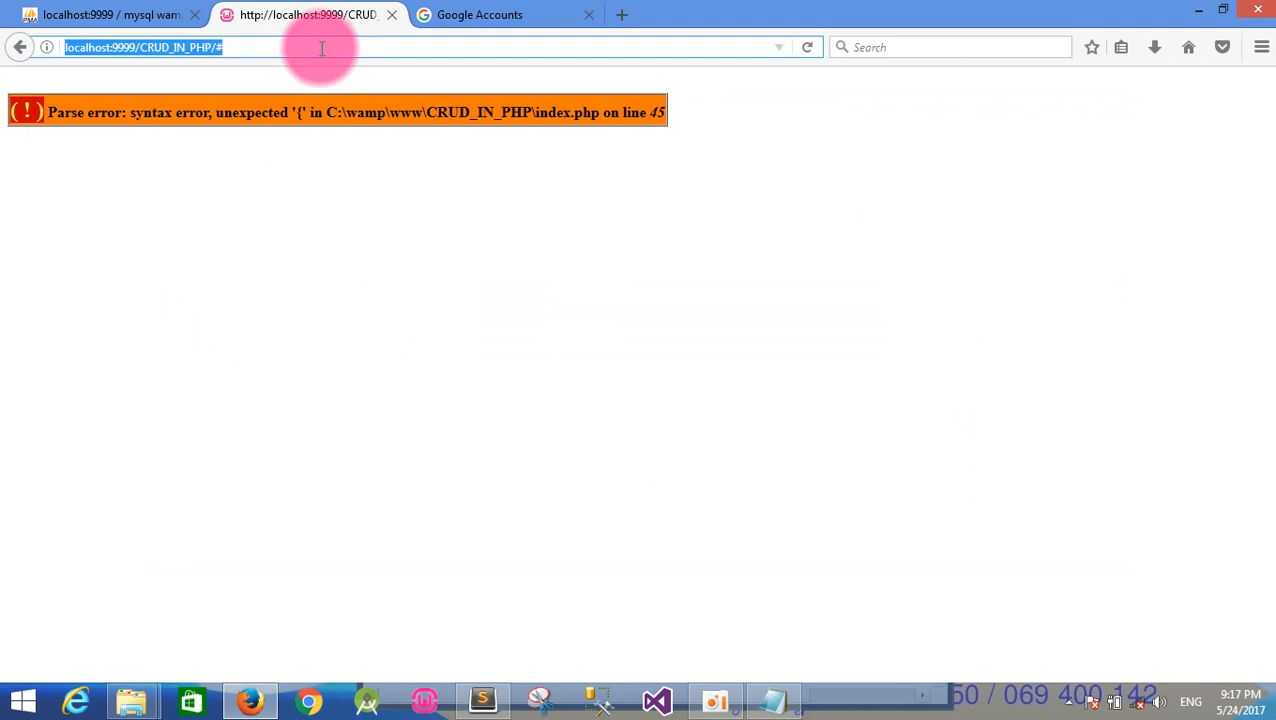 localhost:9999 / mysql wam
http://localhost:9999/CRUD_
Google Accounts
localhost:9999/CRUD_IN_PHP/#
Search
( ! ) Parse error: syntax error, unexpected '{' in C:\wamp\www\CRUD_IN_PHP\index.php on line 45
50 / 069 400 142
ENG
9:17 PM
5/24/2017